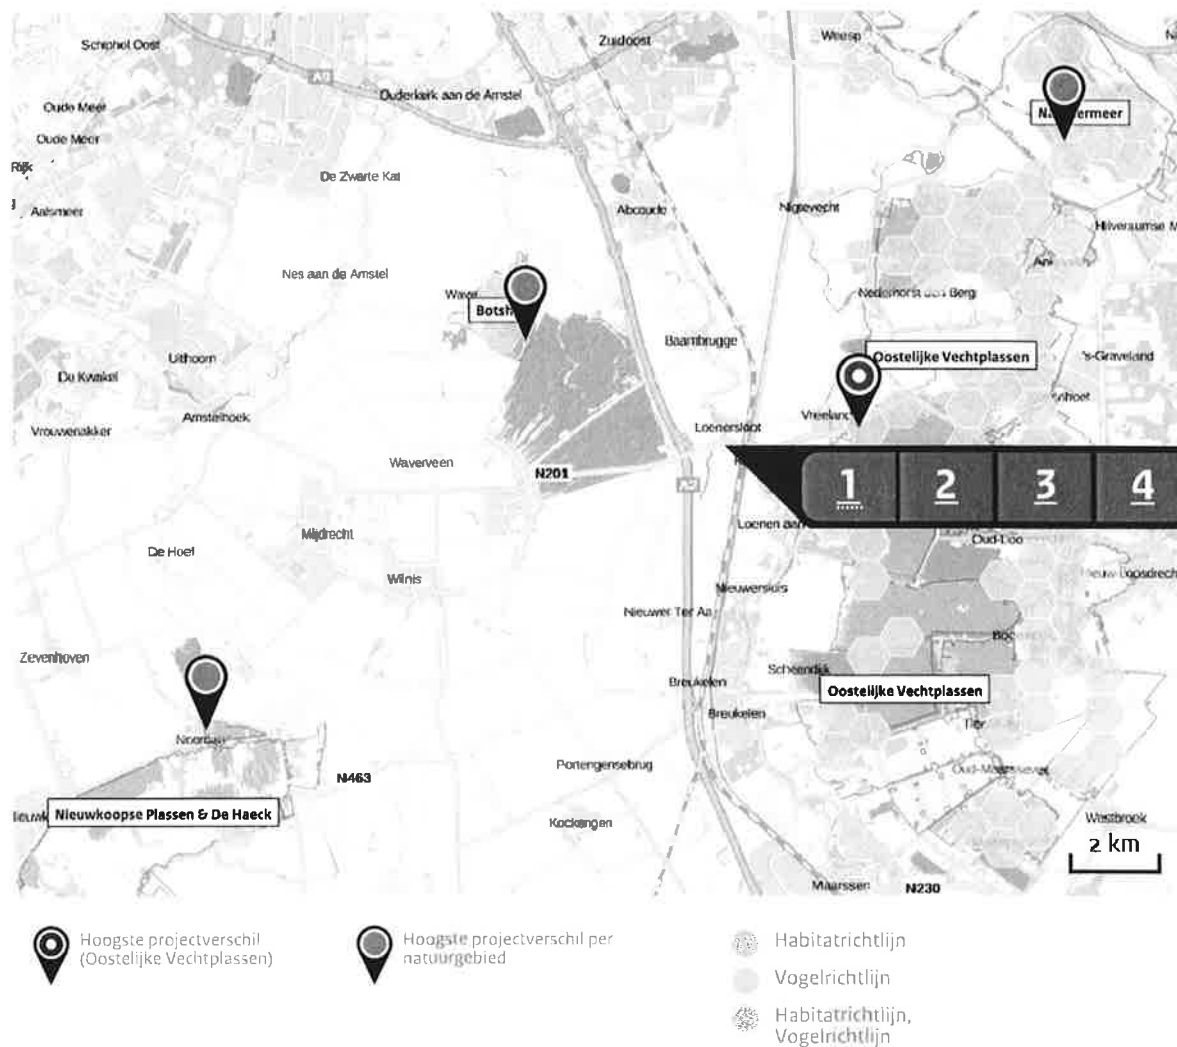 Schiphol Oost
Zuidoost
Weesp
A9
Oude Meer
Ouderkerk aan de Amstel
Oude Meer
De Zwarte Kat
Aalsmeer
Abcoude
Nigtevecht
Hilversumse M
Nes aan de Amstel
Nederhorst den Berg
Baambrugge
Oostelijke Vechtplassen
's-Graveland
Uithoorn
De Kwakel
Amstelhoek
Vrouwenakker
Loenersloot
Waverveen
N201
A2
1
2
3
4
Mijdrecht
De Hoef
Wilnis
Loenen aan
Oud-Loo
Nieuw-Loosdrecht
Nieuwersluis
Nieuwer Ter Aa
Zevenhoven
Scheendijk
Breukelen
Oostelijke Vechtplassen
Breukelen
Noorden
N463
Portengensebrug
Oud-Maarsseveen
Nieuwkoopse Plassen & De Haeck
Kockengen
Westbroek
2 km
Maarssen
N230
Hoogste projectverschil
(Oostelijke Vechtplassen)
Hoogste projectverschil per
natuurgebied
Habitatrichtlijn
Vogelrichtlijn
Habitatrichtlijn,
Vogelrichtlijn